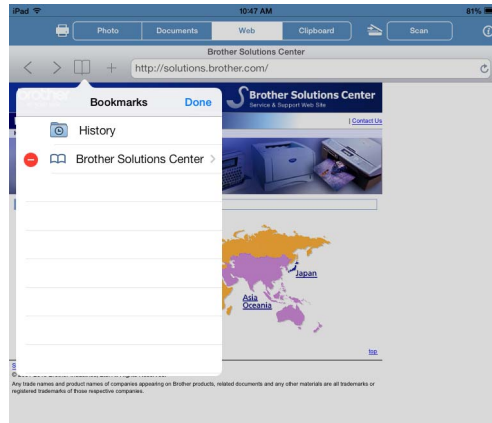 iPad 10:47 AM 81%
Photo Documents Web Clipboard Scan
Brother Solutions Center
http://solutions.brother.com/
Bookmarks Done
History
Brother Solutions Center
Brother Solutions Center
Service & Support Web Site
| Contact Us
Japan
Asia
Oceania
top
Any trade names and product names of companies appearing on Brother products, related documents and any other materials are all trademarks or
registered trademarks of those respective companies.